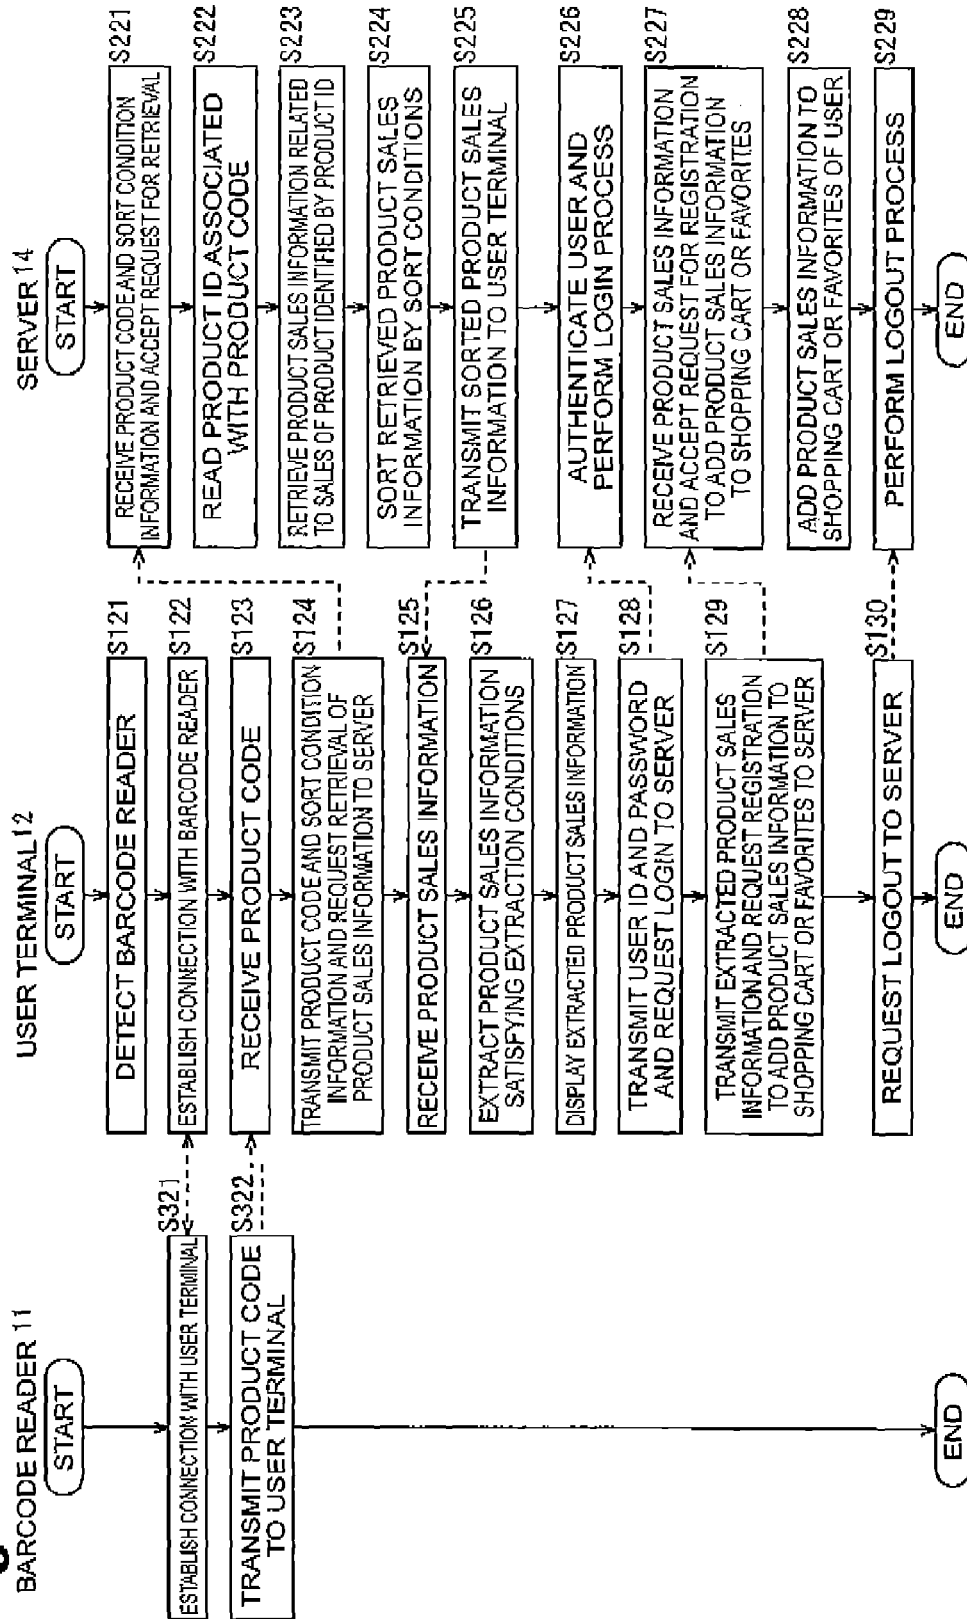 BARCODE READER 11
START
S321
ESTABLISH CONNECTION WITH USER TERMINAL
S322
TRANSMIT PRODUCT CODE
TO USER TERMINAL
END
USER TERMINAL 12
START
S121
DETECT BARCODE READER
S122
ESTABLISH CONNECTION WITH BARCODE READER
S123
RECEIVE PRODUCT CODE
S124
TRANSMIT PRODUCT CODE AND SORT CONDITION
INFORMATION AND REQUEST RETRIEVAL OF
PRODUCT SALES INFORMATION TO SERVER
S125
RECEIVE PRODUCT SALES INFORMATION
S126
EXTRACT PRODUCT SALES INFORMATION
SATISFYING EXTRACTION CONDITIONS
S127
DISPLAY EXTRACTED PRODUCT SALES INFORMATION
S128
TRANSMIT USER ID AND PASSWORD
AND REQUEST LOGIN TO SERVER
S129
TRANSMIT EXTRACTED PRODUCT SALES
INFORMATION AND REQUEST REGISTRATION
TO ADD PRODUCT SALES INFORMATION TO
SHOPPING CART OR FAVORITES TO SERVER
S130
REQUEST LOGOUT TO SERVER
END
SERVER 14
START
S221
RECEIVE PRODUCT CODE AND SORT CONDITION
INFORMATION AND ACCEPT REQUEST FOR RETRIEVAL
S222
READ PRODUCT ID ASSOCIATED
WITH PRODUCT CODE
S223
RETRIEVE PRODUCT SALES INFORMATION RELATED
TO SALES OF PRODUCT IDENTIFIED BY PRODUCT ID
S224
SORT RETRIEVED PRODUCT SALES
INFORMATION BY SORT CONDITIONS
S225
TRANSMIT SORTED PRODUCT SALES
INFORMATION TO USER TERMINAL
S226
AUTHENTICATE USER AND
PERFORM LOGIN PROCESS
S227
RECEIVE PRODUCT SALES INFORMATION
AND ACCEPT REQUEST FOR REGISTRATION
TO ADD PRODUCT SALES INFORMATION
TO SHOPPING CART OR FAVORITES
S228
ADD PRODUCT SALES INFORMATION TO
SHOPPING CART OR FAVORITES OF USER
S229
PERFORM LOGOUT PROCESS
END